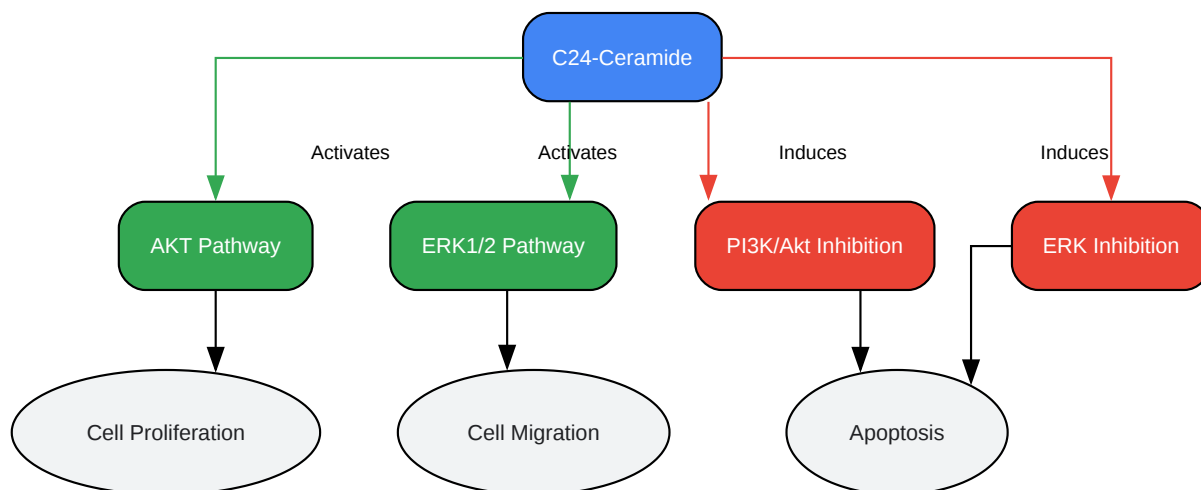 C24-Ceramide
Activates
Activates
Induces
Induces
AKT Pathway
ERK1/2 Pathway
PI3K/Akt Inhibition
ERK Inhibition
Cell Proliferation
Cell Migration
Apoptosis